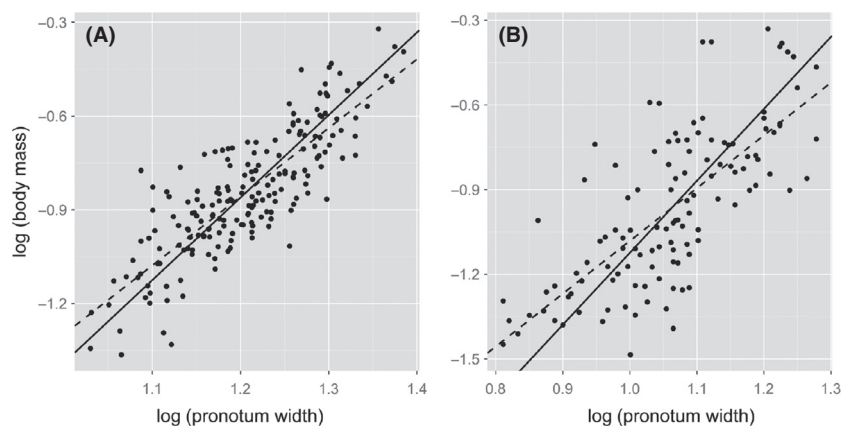 (A)
log (body mass)
−0.3
−0.6
−0.9
−1.2
1.1 1.2 1.3 1.4
log (pronotum width)
(B)
−0.3
−0.6
−0.9
−1.2
−1.5
0.8 0.9 1.0 1.1 1.2 1.3
log (pronotum width)